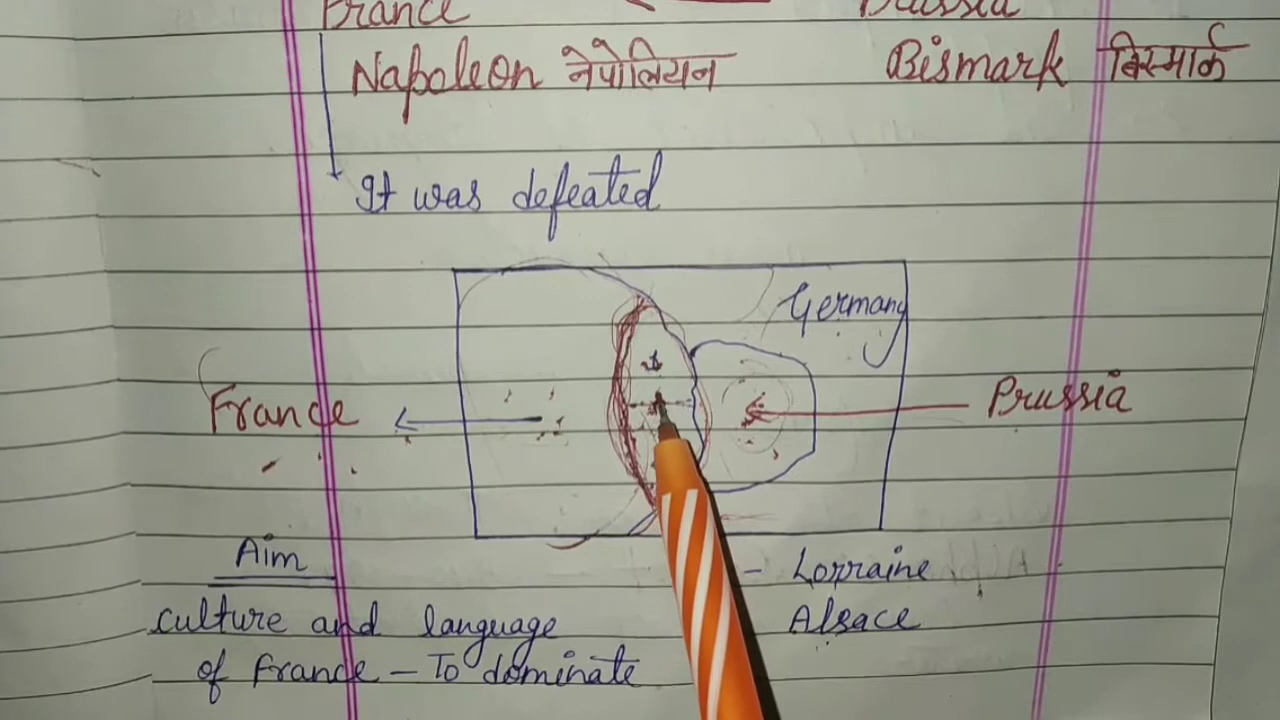 France
Napoleon नेपोलियन
Bismark बिस्मार्क
It was defeated
Germany
France
Prussia
Aim
culture and language
of France - To dominate
- Lorraine
Alsace